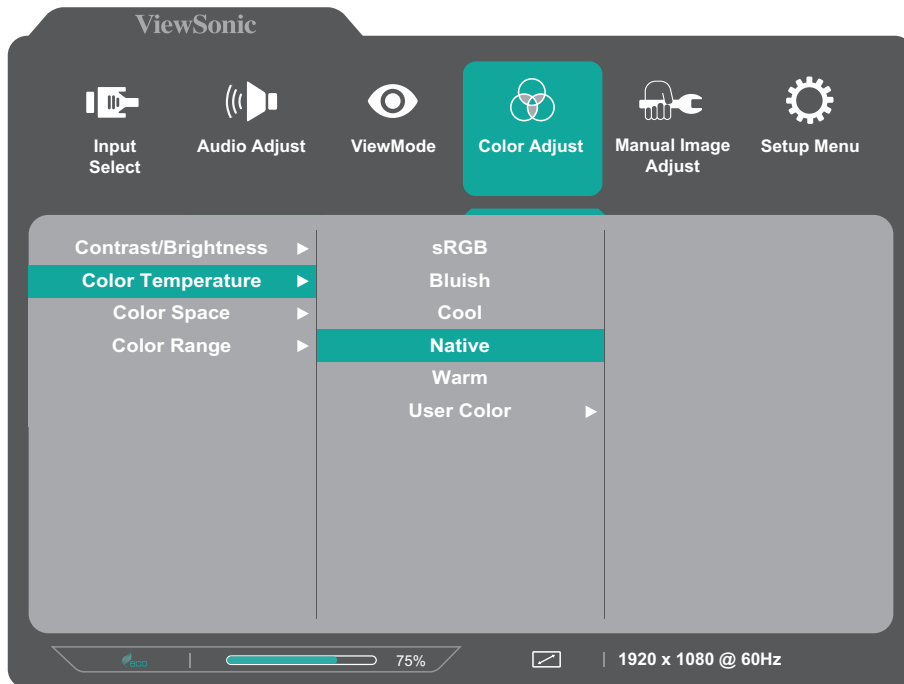 ViewSonic
Input
Select
Audio Adjust
ViewMode
Color Adjust
Manual Image
Adjust
Setup Menu
Contrast/Brightness
Color Temperature
Color Space
Color Range
sRGB
Bluish
Cool
Native
Warm
User Color
eco
75%
1920 x 1080 @ 60Hz